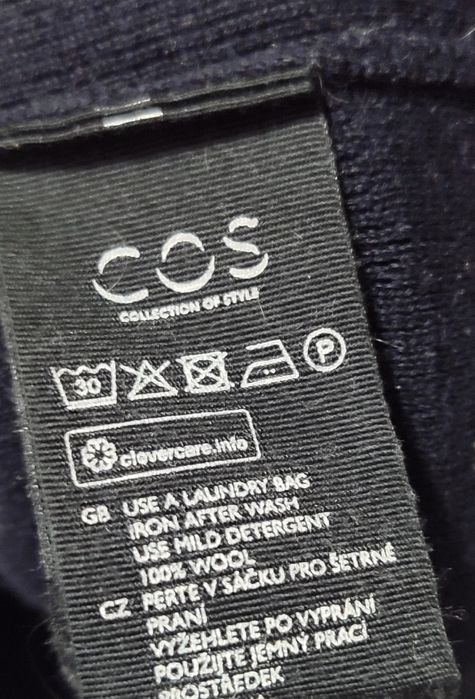 COS
COLLECTION OF STYLE
30 P
clevercare.info
GB USE A LAUNDRY BAG
IRON AFTER WASH
USE MILD DETERGENT
100% WOOL
CZ PERTE V SÁČKU PRO ŠETRNÉ
PRANÍ
VYŽEHLETE PO VYPRÁNÍ
POUŽIJTE JEMNÝ PRACÍ
PROSTŘEDEK